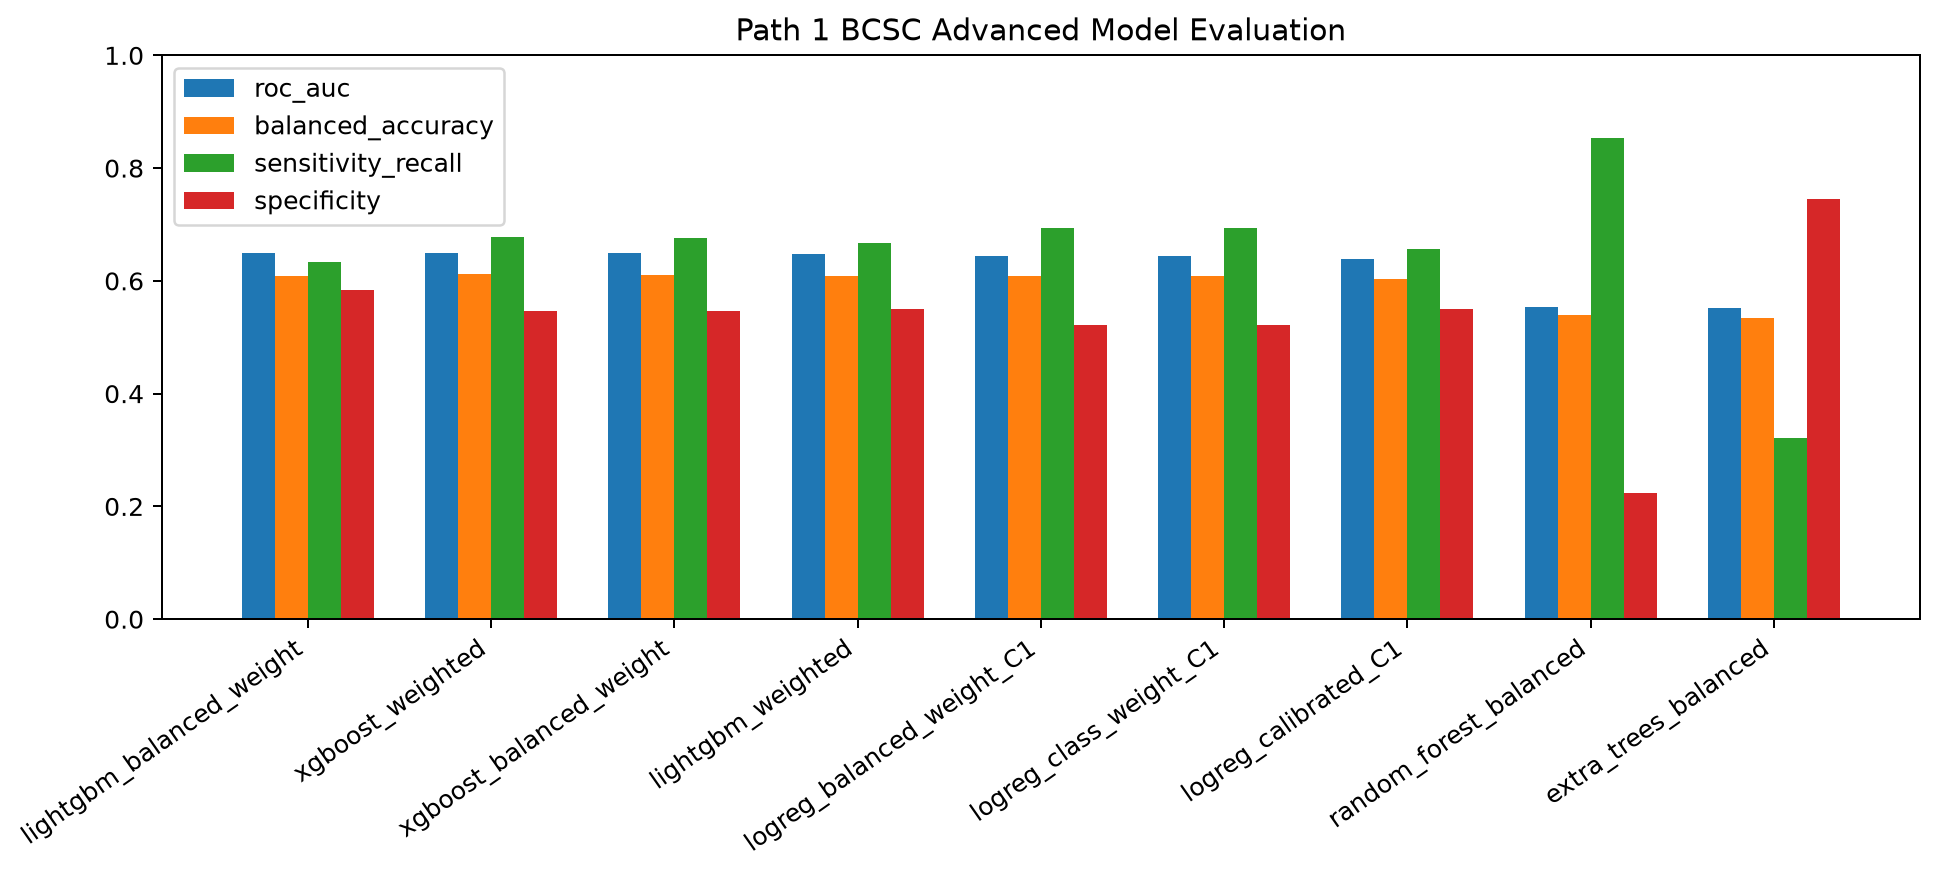 Path 1 BCSC Advanced Model Evaluation
1.0
0.8
0.6
0.4
0.2
0.0
roc_auc
balanced_accuracy
sensitivity_recall
specificity
lightgbm_balanced_weight
xgboost_weighted
xgboost_balanced_weight
lightgbm_weighted
logreg_balanced_weight_C1
logreg_class_weight_C1
logreg_calibrated_C1
random_forest_balanced
extra_trees_balanced